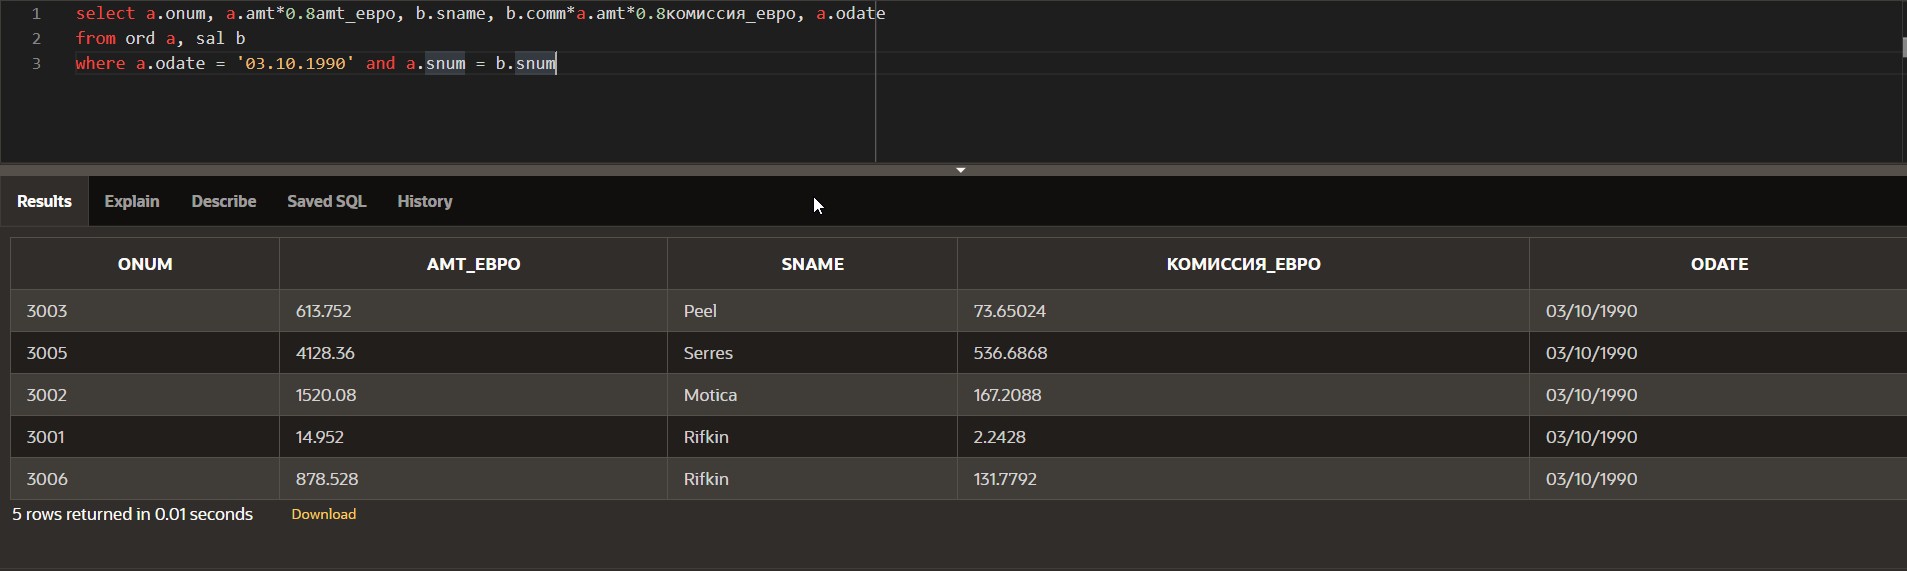 1 select a.onum, a.amt*0.8amt_евро, b.sname, b.comm*a.amt*0.8комиссия_евро, a.odate
2 from ord a, sal b
3 where a.odate = '03.10.1990' and a.snum = b.snum
Results Explain Describe Saved SQL History
ONUM AMT_ЕВРО SNAME КОМИССИЯ_ЕВРО ODATE
3003 613.752 Peel 73.65024 03/10/1990
3005 4128.36 Serres 536.6868 03/10/1990
3002 1520.08 Motica 167.2088 03/10/1990
3001 14.952 Rifkin 2.2428 03/10/1990
3006 878.528 Rifkin 131.7792 03/10/1990
5 rows returned in 0.01 seconds Download